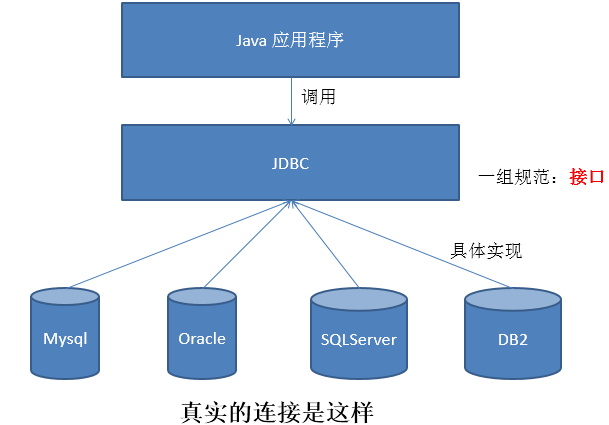 Java 应用程序
调用
JDBC
一组规范：接口
具体实现
Mysql
Oracle
SQLServer
DB2
真实的连接是这样